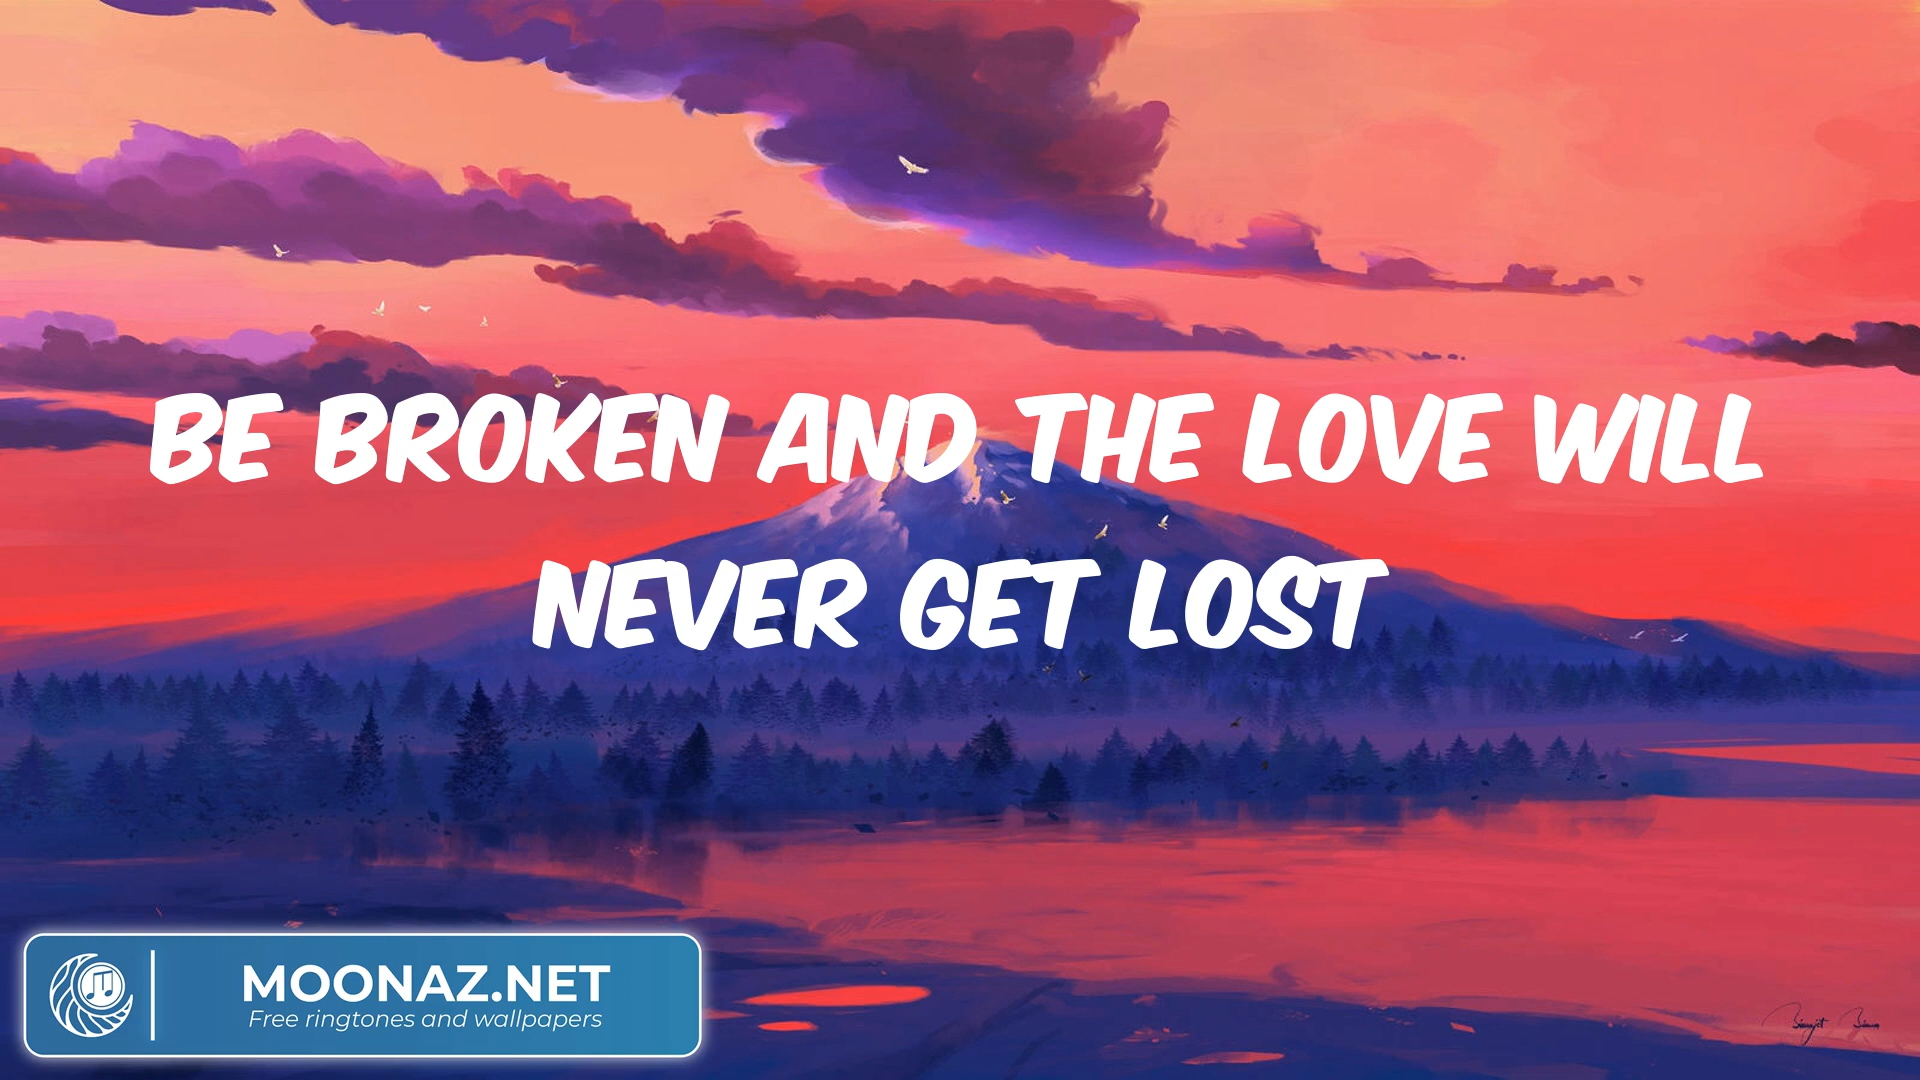 BE BROKEN AND THE LOVE WILL
NEVER GET LOST
MOONAZ.NET
Free ringtones and wallpapers